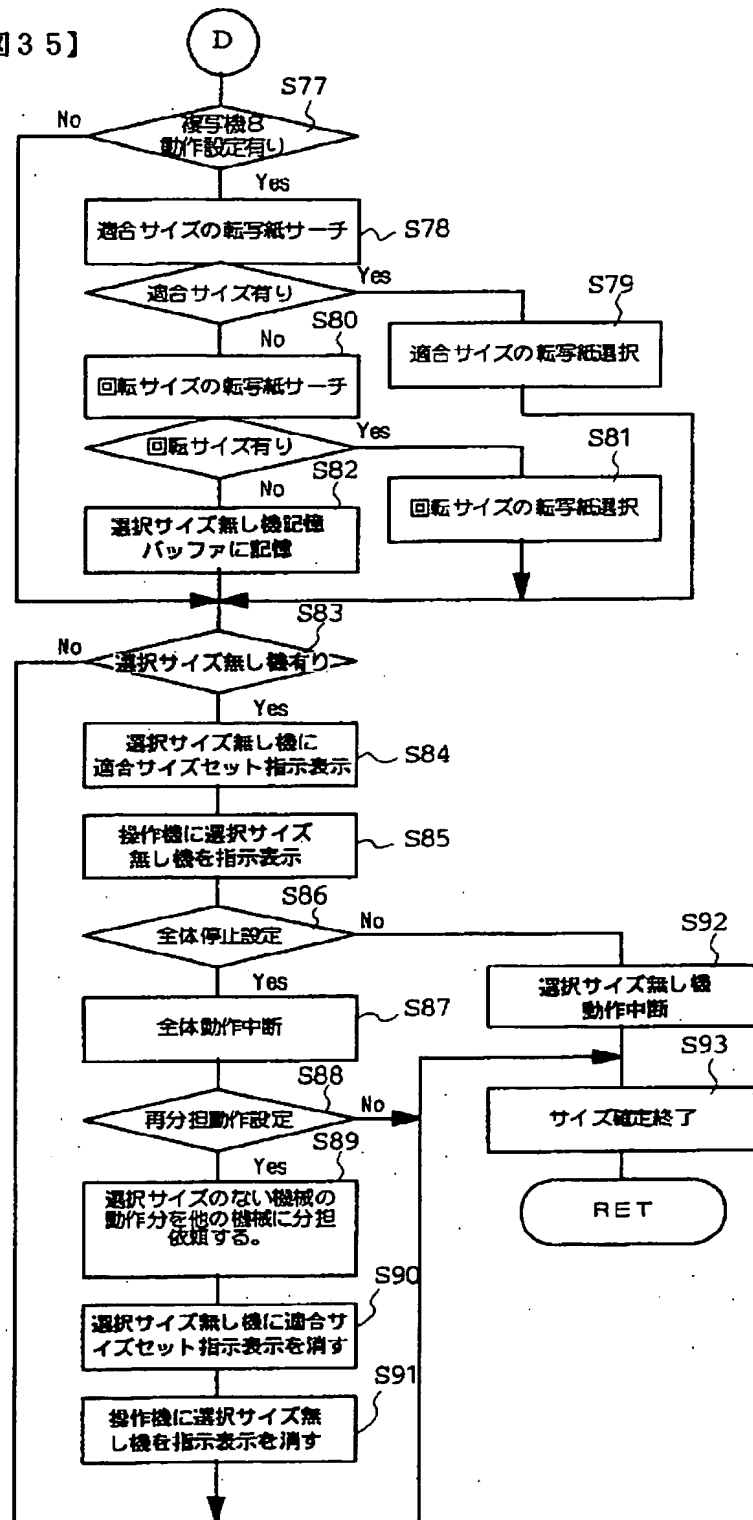 図35】
D
S77
No
複写機8
動作設定有り
Yes
適合サイズの転写紙サーチ
S78
Yes
適合サイズ有り
S79
S80
No
適合サイズの転写紙選択
回転サイズの転写紙サーチ
Yes
回転サイズ有り
S81
S82
No
回転サイズの転写紙選択
選択サイズ無し機記憶
バッファに記憶
S83
No
選択サイズ無し機有り
Yes
選択サイズ無し機に
適合サイズセット指示表示
S84
操作機に選択サイズ
無し機を指示表示
S85
S86
No
全体停止設定
S92
Yes
選択サイズ無し機
動作中断
全体動作中断
S87
S93
S88
No
再分担動作設定
サイズ確定終了
S89
Yes
選択サイズのない機械の
動作分を他の機械に分担
依頼する。
RET
S90
選択サイズ無し機に適合サ
イズセット指示表示を消す
S91
操作機に選択サイズ無
し機を指示表示を消す